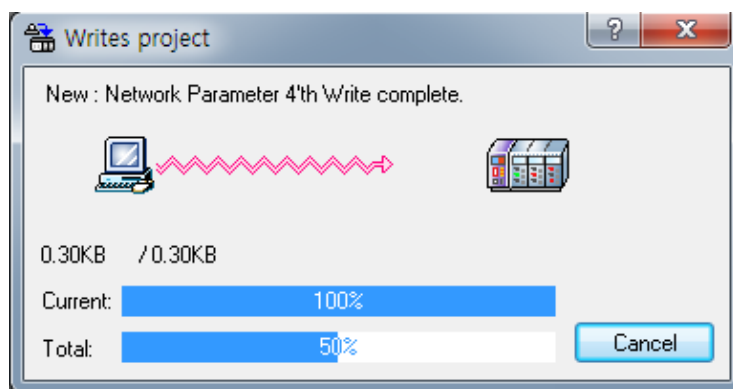 Writes project
New : Network Parameter 4'th Write complete.
0.30KB / 0.30KB
Current: 100%
Total: 50%
Cancel